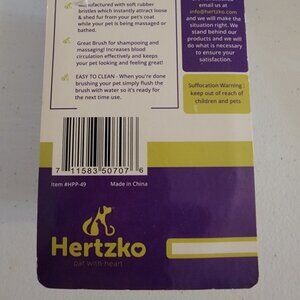 Manufactured with soft rubber
bristles which instantly attract loose
& shed fur from your pet's coat
while your pet is being massaged or
bathed.
Great Brush for shampooing and
massaging! Increases blood
circulation effectively and keeps
your pet looking and feeling great!
EASY TO CLEAN - When you're done
brushing your pet simply flush the
brush with water so it's ready for
the next time use.
email us at
info@hertzko.com
and we will make the
situation right. We
stand behind our
products and we will
do what is necessary
to ensure your
satisfaction.
Suffocation Warning :
keep out of reach of
children and pets
7 11583 50707 6
Item #HPP-49
Made in China
Hertzko
pat with heart